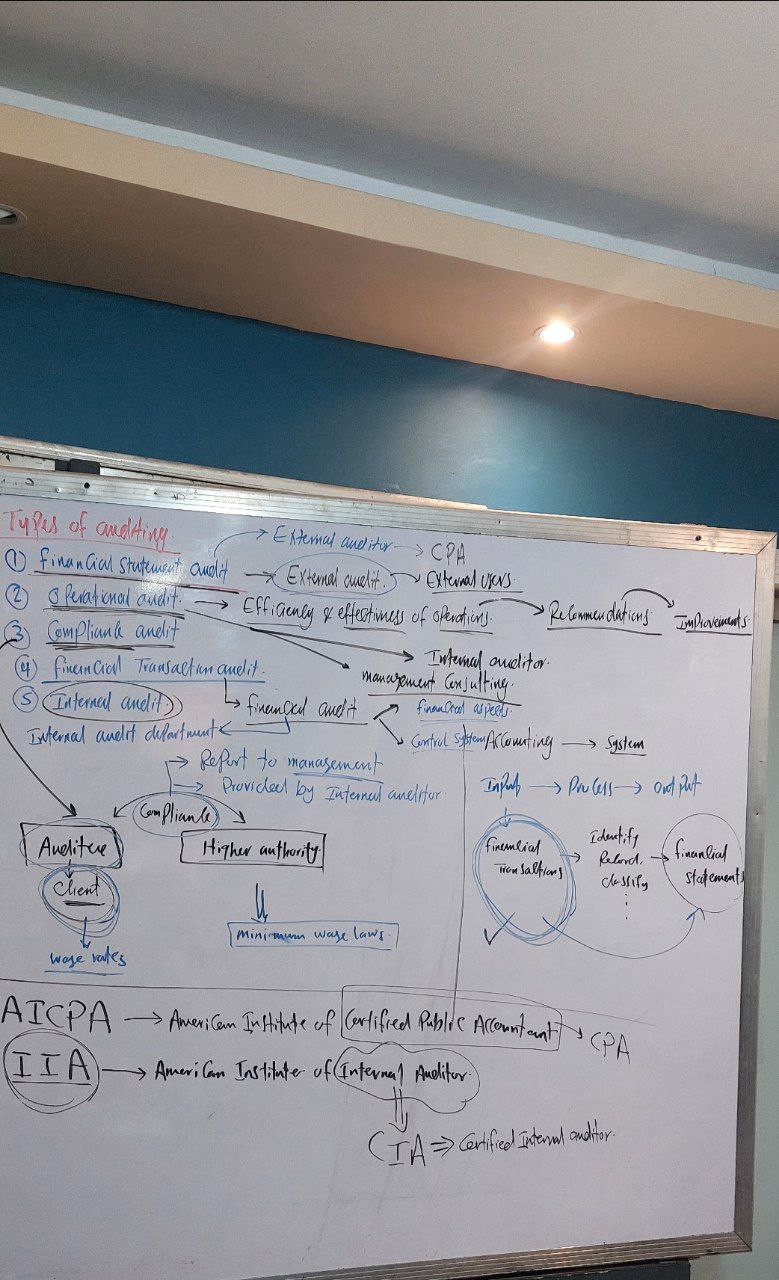 Types of auditing.
External auditor → CPA
① financial statement audit → External audit. → External users.
② Operational audit. → Efficiency & effectiveness of operations. → Recommendations. → Improvements.
③ Compliance audit
→ Internal auditor.
④ financial Transaction audit.
management Consulting.
⑤ Internal audit. → financial audit
financial aspects.
Internal audit department
Control System Accounting → System
→ Report to management
→ Provided by Internal auditor.
Input → Process → output
Compliance
Auditee
Higher authority
financial Transactions → Identify Record. classify → financial statements
Client
minimum wage laws.
wage rates
AICPA → American Institute of Certified Public Accountant → CPA
IIA → American Institute of Internal Auditor.
CIA ⇒ Certified Internal auditor.